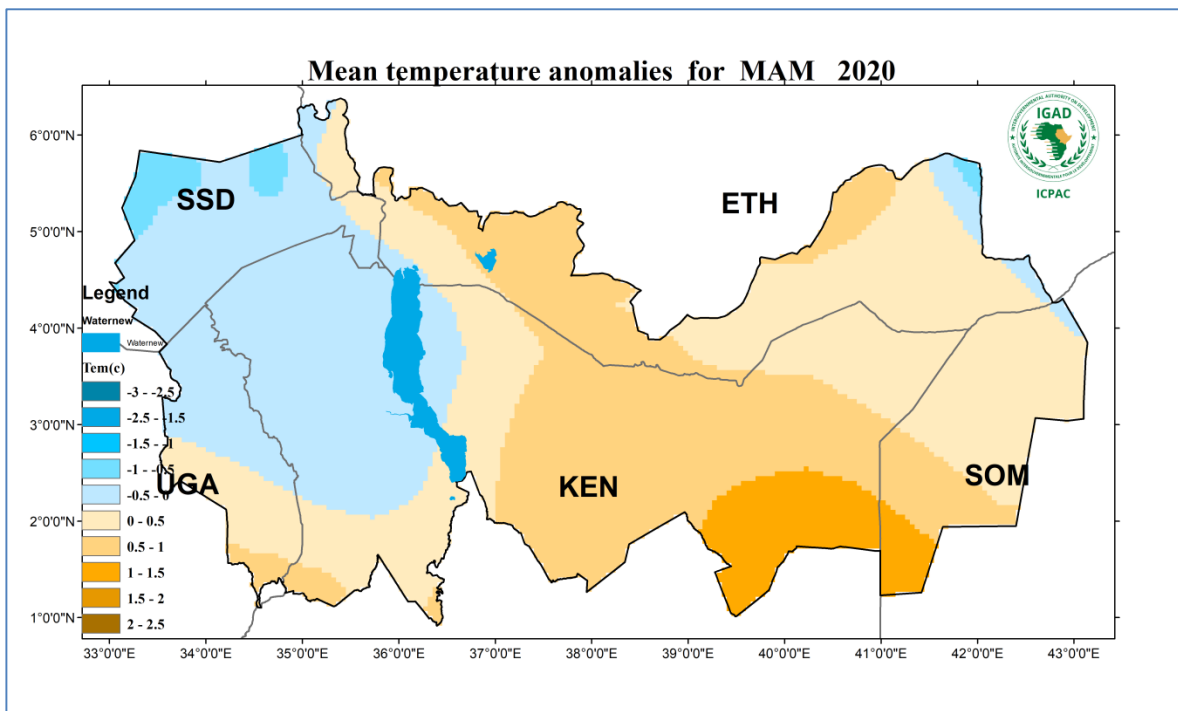 Mean temperature anomalies for MAM 2020
6°0'0"N
5°0'0"N
4°0'0"N
3°0'0"N
2°0'0"N
1°0'0"N
IGAD
ICPAC
SSD
ETH
UGA
KEN
SOM
Legend
Waternew
Waternew
Tem(c)
-3 - -2.5
-2.5 - -1.5
-1.5 - -1
-1 - -0.5
-0.5 - 0
0 - 0.5
0.5 - 1
1 - 1.5
1.5 - 2
2 - 2.5
33°0'0"E 34°0'0"E 35°0'0"E 36°0'0"E 37°0'0"E 38°0'0"E 39°0'0"E 40°0'0"E 41°0'0"E 42°0'0"E 43°0'0"E